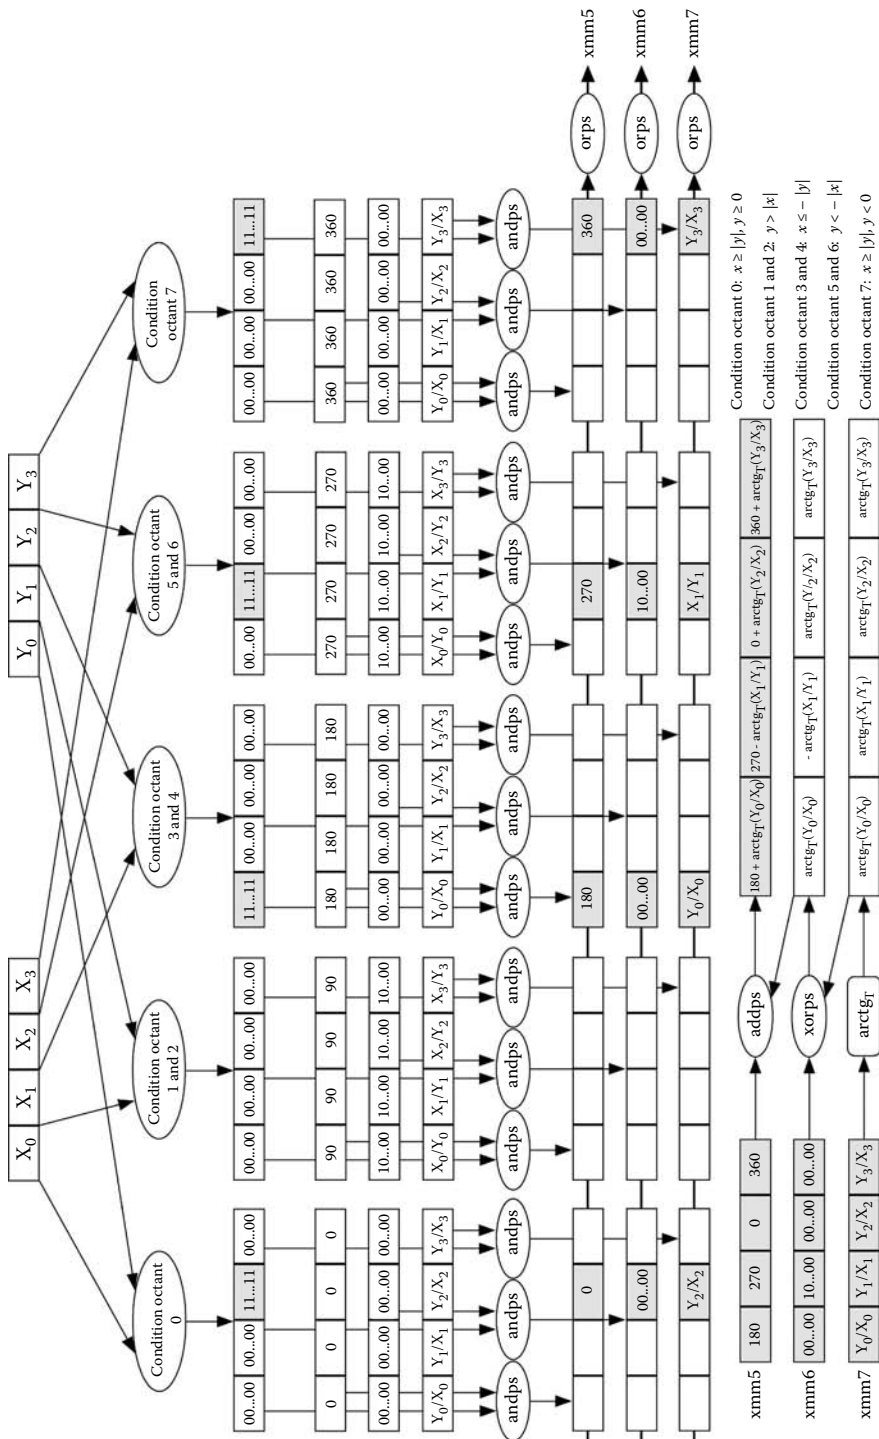 X₀ X₁ X₂ X₃ Y₀ Y₁ Y₂ Y₃
Condition octant
0
Condition octant
1 and 2
Condition octant
3 and 4
Condition octant
5 and 6
Condition
octant 7
00...00 00...00 11...11 00...00 00...00 00...00 00...00 00...00 11...11 00...00 00...00 00...00 00...00 11...11 00...00 00...00 00...00 00...00 00...00 11...11
0 0 0 0 90 90 90 90 180 180 180 180 270 270 270 270 360 360 360 360
00...00 00...00 00...00 00...00 10...00 10...00 10...00 10...00 00...00 00...00 00...00 00...00 10...00 10...00 10...00 10...00 00...00 00...00 00...00 00...00
Y₀/X₀ Y₁/X₁ Y₂/X₂ Y₃/X₃ X₀/Y₀ X₁/Y₁ X₂/Y₂ X₃/Y₃ Y₀/X₀ Y₁/X₁ Y₂/X₂ Y₃/X₃ X₀/Y₀ X₁/Y₁ X₂/Y₂ X₃/Y₃ Y₀/X₀ Y₁/X₁ Y₂/X₂ Y₃/X₃
andps andps andps andps andps andps andps andps andps andps andps andps andps andps andps
0 180 270 360 orps xmm5
00...00 00...00 10...00 00...00 orps xmm6
Y₂/X₂ Y₀/X₀ X₁/Y₁ Y₃/X₃ orps xmm7
xmm5 180 270 0 360 addps 180 + arctgT(Y₀/X₀) 270 - arctgT(X₁/Y₁) 0 + arctgT(Y₂/X₂) 360 + arctgT(Y₃/X₃)
xmm6 00...00 10...00 00...00 00...00 xorps arctgT(Y₀/X₀) - arctgT(X₁/Y₁) arctgT(Y/₂/X₂) arctgT(Y₃/X₃)
xmm7 Y₀/X₀ Y₁/X₁ Y₂/X₂ Y₃/X₃ arctgT arctgT(Y₀/X₀) arctgT(X₁/Y₁) arctgT(Y₂/X₂) arctgT(Y₃/X₃)
Condition octant 0: x ≥ |y|, y ≥ 0
Condition octant 1 and 2: y > |x|
Condition octant 3 and 4: x ≤ − |y|
Condition octant 5 and 6: y < − |x|
Condition octant 7: x ≥ |y|, y < 0